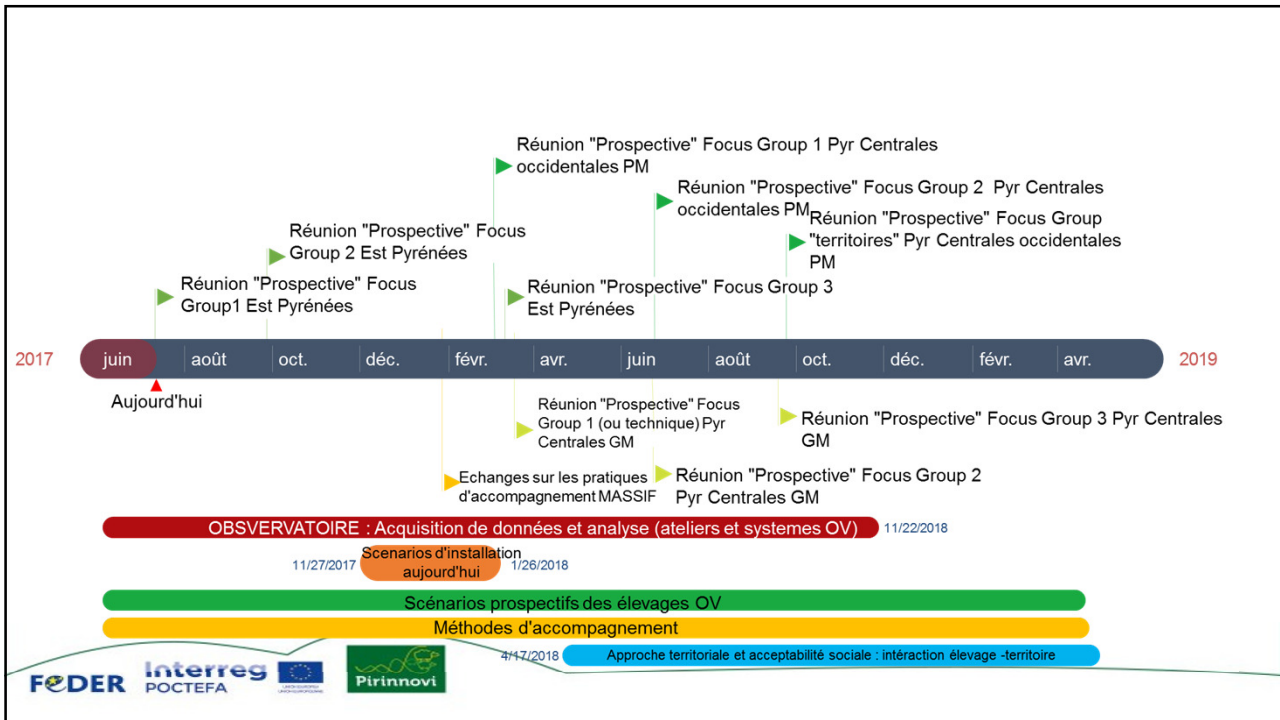 Réunion "Prospective" Focus Group 1 Pyr Centrales
occidentales PM
Réunion "Prospective" Focus Group 2 Pyr Centrales
occidentales PM
Réunion "Prospective" Focus Group
"territoires" Pyr Centrales occidentales
PM
Réunion "Prospective" Focus
Group 2 Est Pyrénées
Réunion "Prospective" Focus
Group1 Est Pyrénées
Réunion "Prospective" Focus Group 3
Est Pyrénées
2017 juin août oct. déc. févr. avr. juin août oct. déc. févr. avr. 2019
Aujourd'hui
Réunion "Prospective" Focus
Group 1 (ou technique) Pyr
Centrales GM
Réunion "Prospective" Focus Group 3 Pyr Centrales
GM
Echanges sur les pratiques
d'accompagnement MASSIF
Réunion "Prospective" Focus Group 2
Pyr Centrales GM
OBSVERVATOIRE : Acquisition de données et analyse (ateliers et systemes OV) 11/22/2018
11/27/2017 Scenarios d'installation 1/26/2018
aujourd'hui
Scénarios prospectifs des élevages OV
Méthodes d'accompagnement
4/17/2018 Approche territoriale et acceptabilité sociale : intéraction élevage -territoire
FEDER
Interreg
POCTEFA
Pirinnovi